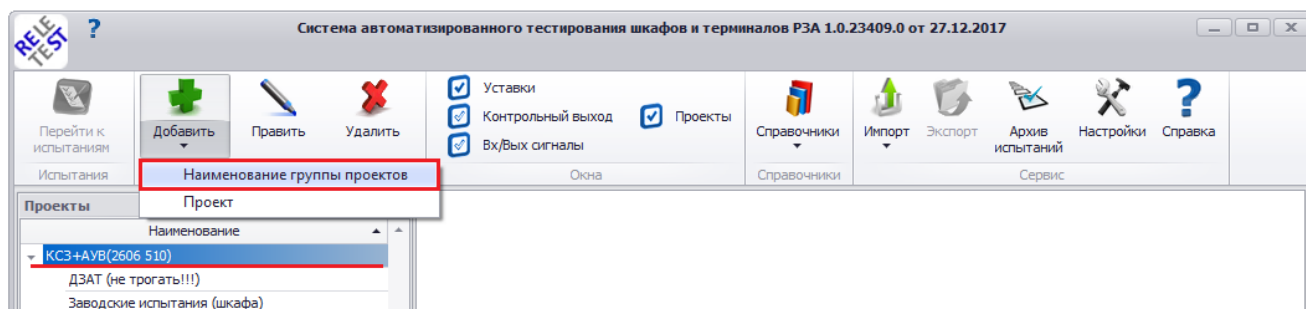 RELE
TEST
?
Система автоматизированного тестирования шкафов и терминалов РЗА 1.0.23409.0 от 27.12.2017
Перейти к
испытаниям
Добавить
Править
Удалить
Уставки
Контрольный выход
Вх/Вых сигналы
Проекты
Справочники
Импорт
Экспорт
Архив
испытаний
Настройки
?
Справка
Испытания
Окна
Справочники
Сервис
Наименование группы проектов
Проект
Проекты
Наименование
КСЗ+АУВ(2606 510)
ДЗАТ (не трогать!!!)
Заводские испытания (шкафа)